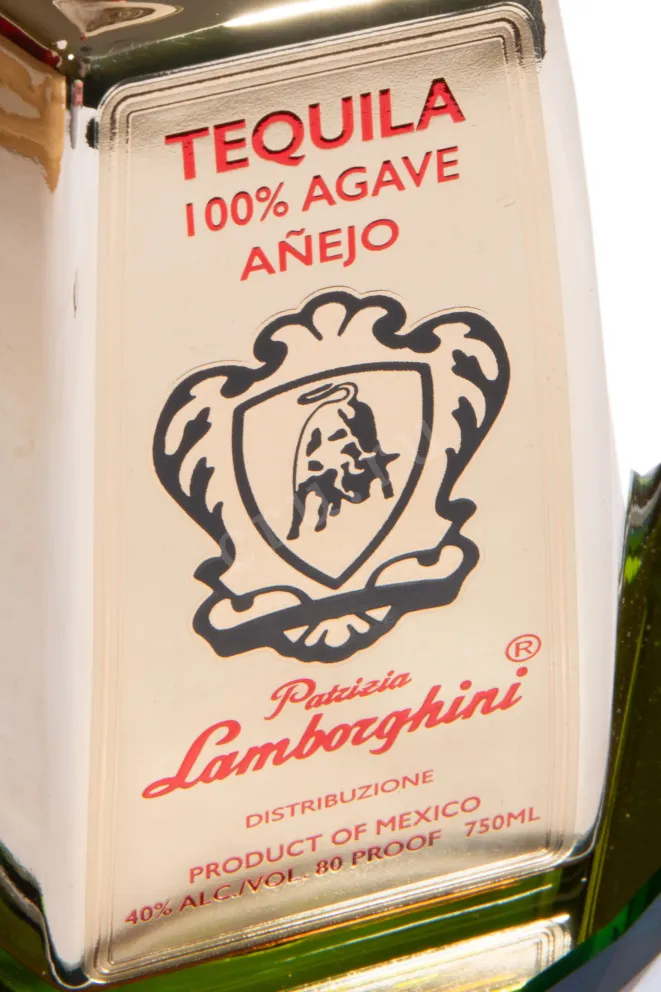 TEQUILA
100% AGAVE
AÑEJO
Patrizia
Lamborghini ®
DISTRIBUZIONE
PRODUCT OF MEXICO
40% ALC./VOL. 80 PROOF 750ML